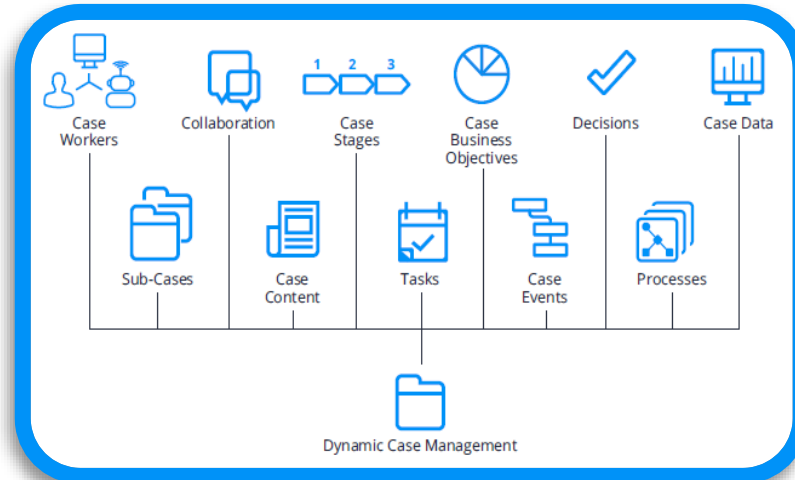 1 2 3
Case
Workers
Collaboration
Case
Stages
Case
Business
Objectives
Decisions
Case Data
Sub-Cases
Case
Content
Tasks
Case
Events
Processes
Dynamic Case Management